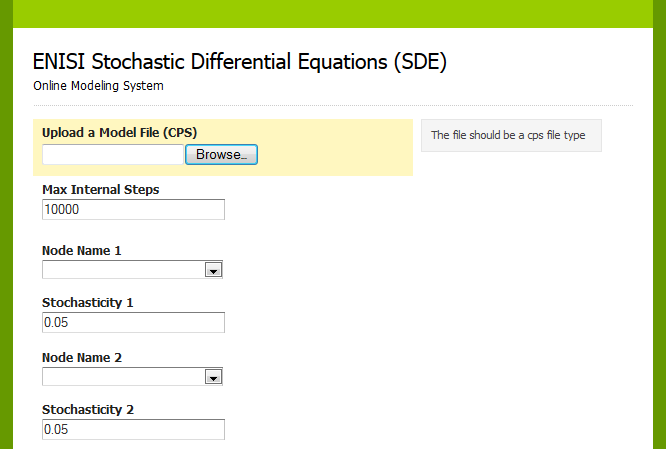 ENISI Stochastic Differential Equations (SDE)
Online Modeling System
Upload a Model File (CPS)
Browse..
The file should be a cps file type
Max Internal Steps
10000
Node Name 1
Stochasticity 1
0.05
Node Name 2
Stochasticity 2
0.05